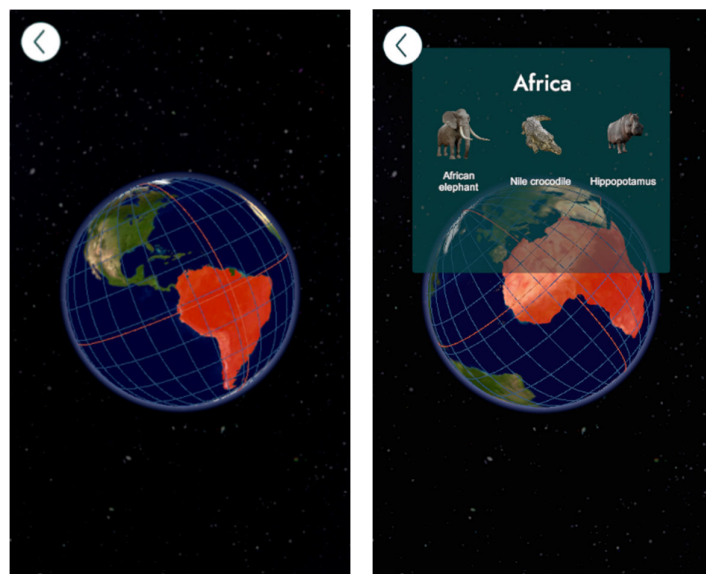 Africa
African
elephant
Nile crocodile
Hippopotamus